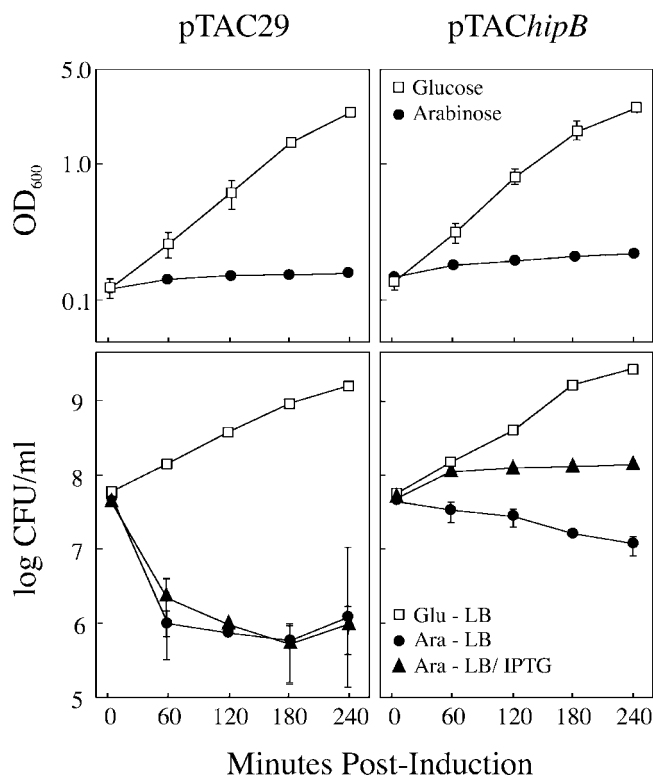 pTAC29
pTAChipB
OD600
5.0
1.0
0.1
Glucose
Arabinose
log CFU/ml
9
8
7
6
5
Glu - LB
Ara - LB
Ara - LB/ IPTG
0 60 120 180 240
0 60 120 180 240
Minutes Post-Induction